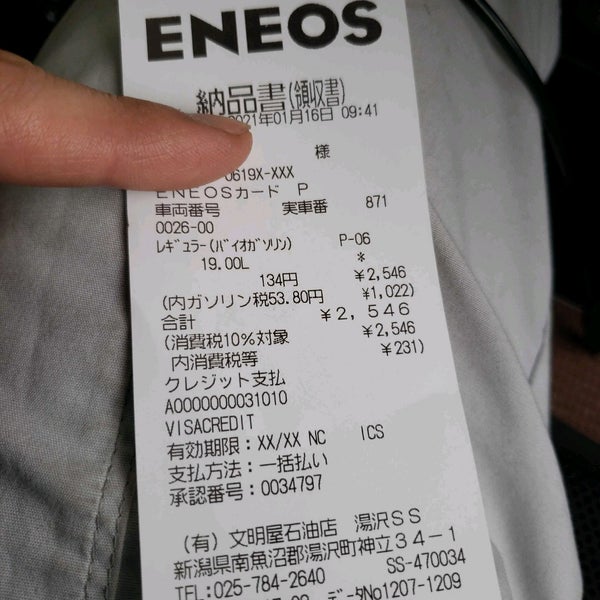 ENEOS
納品書(領収書)
2021年01月16日 09:41
様
0619X-XXX
ENEOSカード P
車両番号 実車番 871
0026-00
ﾚｷﾞｭﾗｰ(ﾊﾞｲｵｶﾞｿﾘﾝ) P-06
19.00L *
134円 ¥2,546
(内ガソリン税53.80円 ¥1,022)
合計 ¥2,546
(消費税10%対象 ¥2,546
内消費税等 ¥231)
クレジット支払
A0000000031010
VISACREDIT
有効期限:XX/XX NC ICS
支払方法:一括払い
承認番号:0034797
(有)文明屋石油店 湯沢SS
新潟県南魚沼郡湯沢町神立34-1
TEL:025-784-2640 SS-470034
ﾃﾞｰﾀNo1207-1209